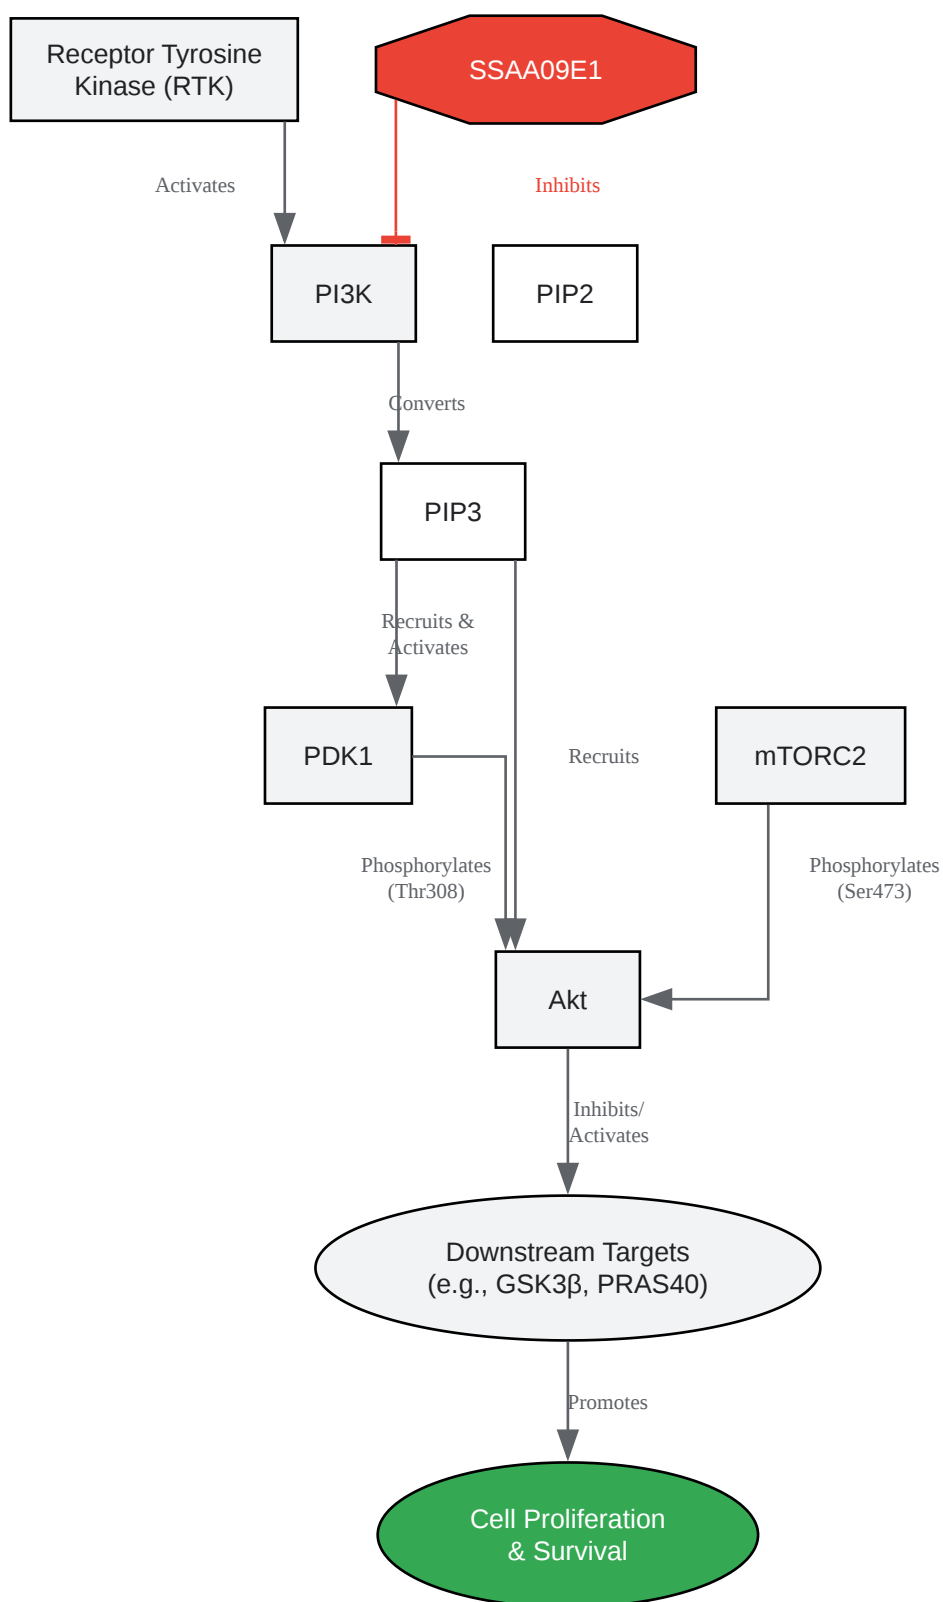 Receptor Tyrosine
Kinase (RTK)
SSAA09E1
Activates
Inhibits
PI3K
PIP2
Converts
PIP3
Recruits &
Activates
PDK1
Recruits
mTORC2
Phosphorylates
(Thr308)
Phosphorylates
(Ser473)
Akt
Inhibits/
Activates
Downstream Targets
(e.g., GSK3β, PRAS40)
Promotes
Cell Proliferation
& Survival